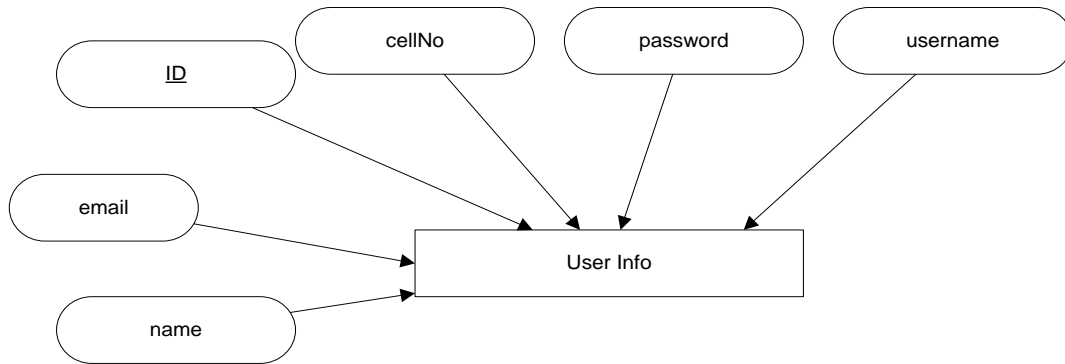 cellNo
password
username
ID
email
User Info
name